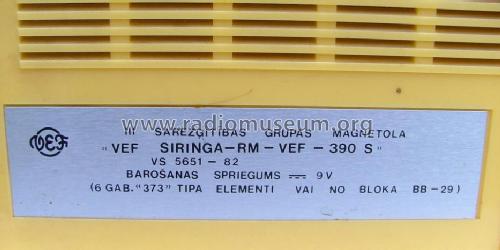 III SAREŽĢĪTĪBAS GRUPAS MAGNETOLA
VEF
"VEF SIRINGA-RM-VEF-390 S"
www.radiomuseum.org
VS 5651-82
BAROŠANAS SPRIEGUMS ⎓ 9V
(6 GAB."373" TIPA ELEMENTI VAI NO BLOKA BB-29)